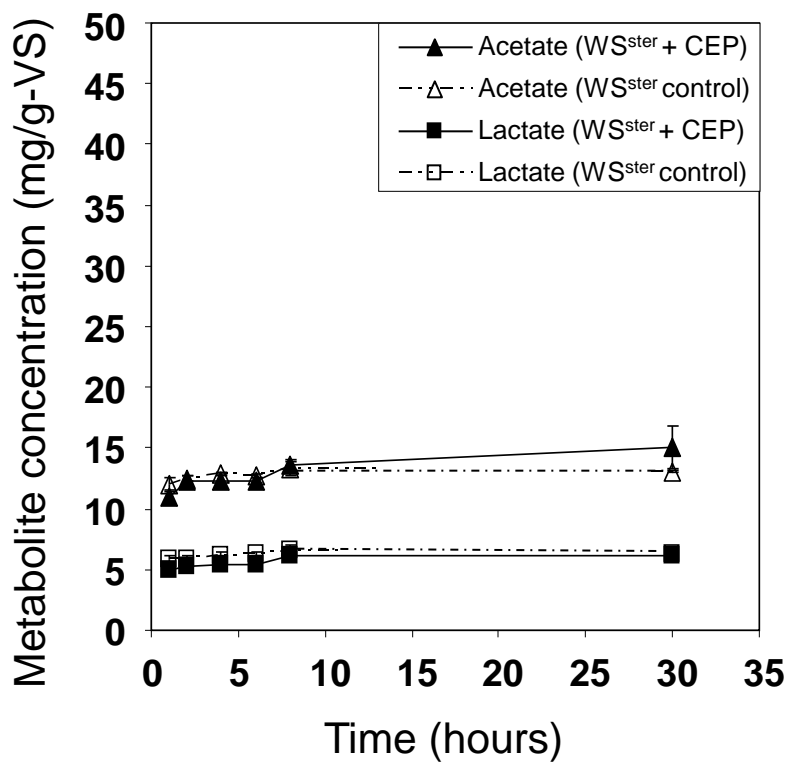 Metabolite concentration (mg/g-VS)
50
45
40
35
30
25
20
15
10
5
0
Acetate (WSster + CEP)
Acetate (WSster control)
Lactate (WSster + CEP)
Lactate (WSster control)
0 5 10 15 20 25 30 35
Time (hours)